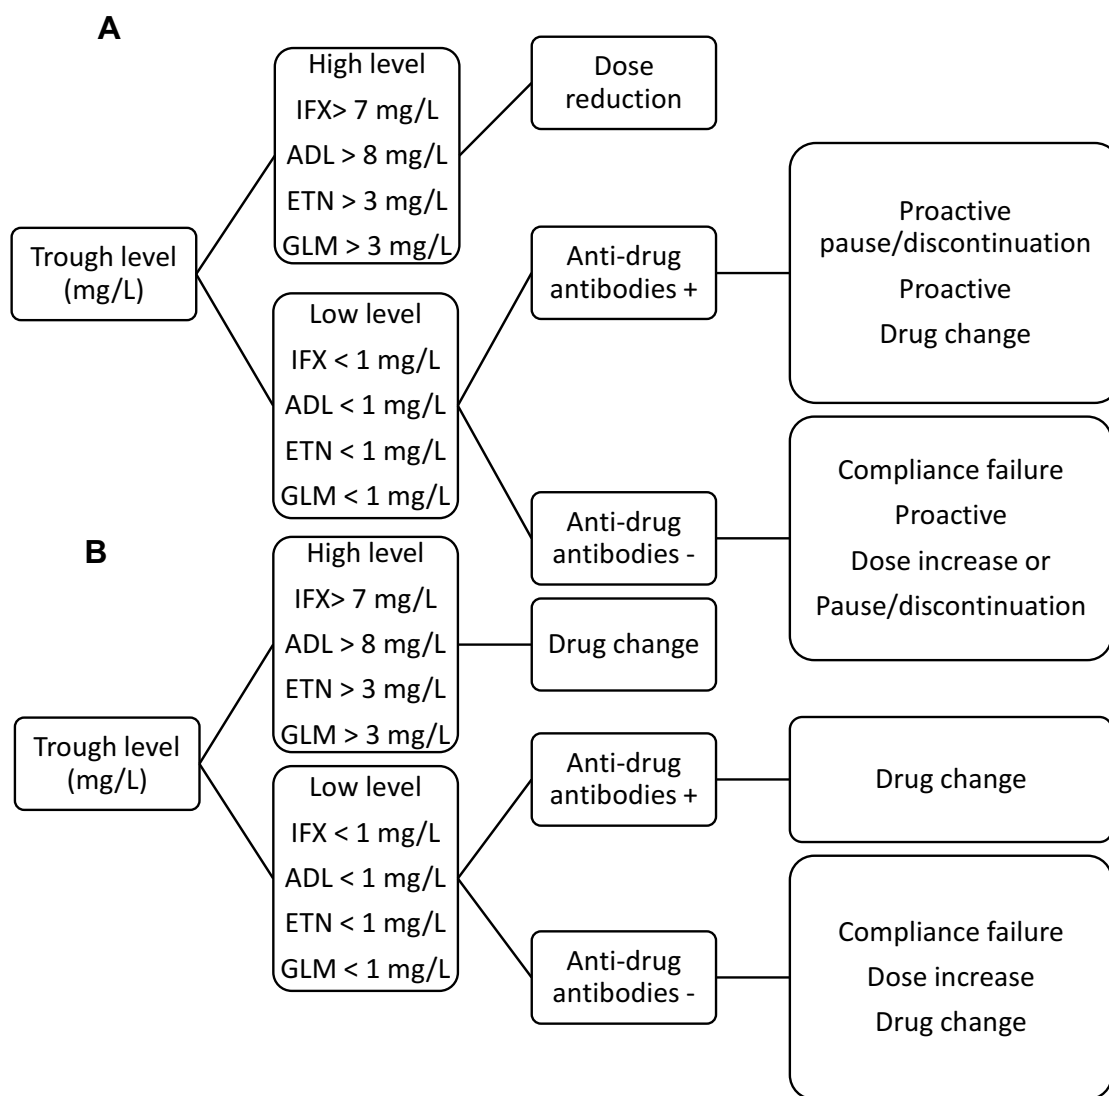 A
Trough level
(mg/L)
High level
IFX> 7 mg/L
ADL > 8 mg/L
ETN > 3 mg/L
GLM > 3 mg/L
Dose
reduction
Low level
IFX < 1 mg/L
ADL < 1 mg/L
ETN < 1 mg/L
GLM < 1 mg/L
Anti-drug
antibodies +
Proactive
pause/discontinuation
Proactive
Drug change
Anti-drug
antibodies -
Compliance failure
Proactive
Dose increase or
Pause/discontinuation
B
Trough level
(mg/L)
High level
IFX> 7 mg/L
ADL > 8 mg/L
ETN > 3 mg/L
GLM > 3 mg/L
Drug change
Low level
IFX < 1 mg/L
ADL < 1 mg/L
ETN < 1 mg/L
GLM < 1 mg/L
Anti-drug
antibodies +
Drug change
Anti-drug
antibodies -
Compliance failure
Dose increase
Drug change